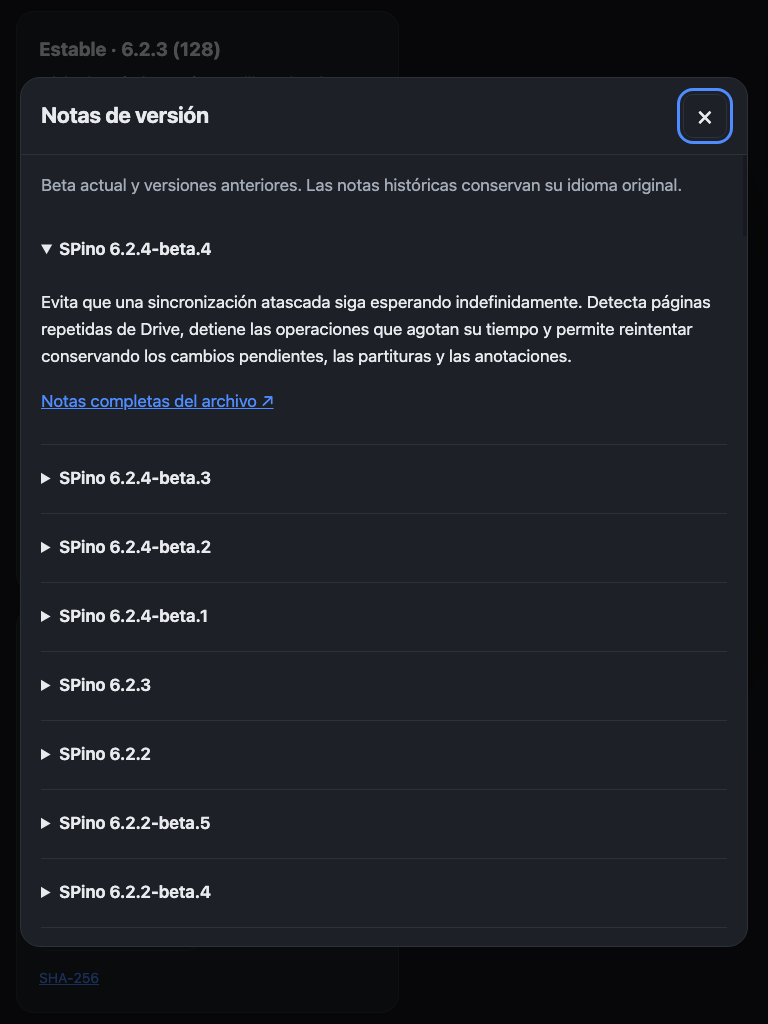 Estable · 6.2.3 (128)
Notas de versión
×
Beta actual y versiones anteriores. Las notas históricas conservan su idioma original.
▼ SPino 6.2.4-beta.4
Evita que una sincronización atascada siga esperando indefinidamente. Detecta páginas
repetidas de Drive, detiene las operaciones que agotan su tiempo y permite reintentar
conservando los cambios pendientes, las partituras y las anotaciones.
Notas completas del archivo ↗
▶ SPino 6.2.4-beta.3
▶ SPino 6.2.4-beta.2
▶ SPino 6.2.4-beta.1
▶ SPino 6.2.3
▶ SPino 6.2.2
▶ SPino 6.2.2-beta.5
▶ SPino 6.2.2-beta.4
SHA-256